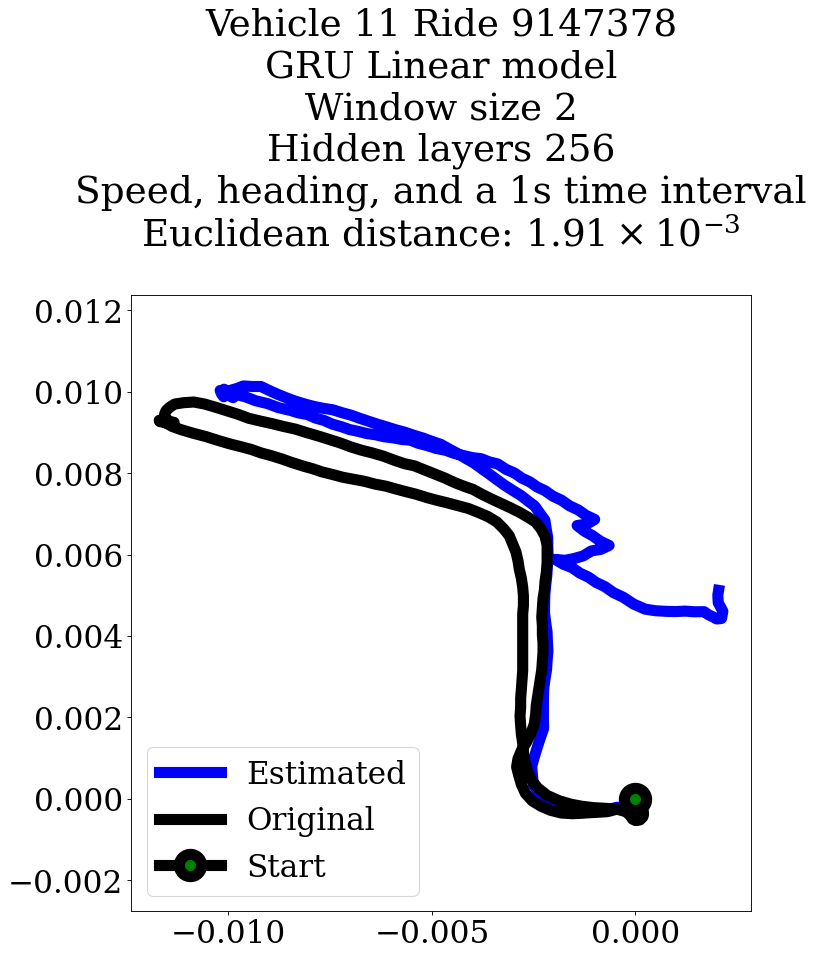 Vehicle 11 Ride 9147378
GRU Linear model
Window size 2
Hidden layers 256
Speed, heading, and a 1s time interval
Euclidean distance: 1.91 × 10⁻³
0.012
0.010
0.008
0.006
0.004
0.002
0.000
−0.002
Estimated
Original
Start
−0.010
−0.005
0.000